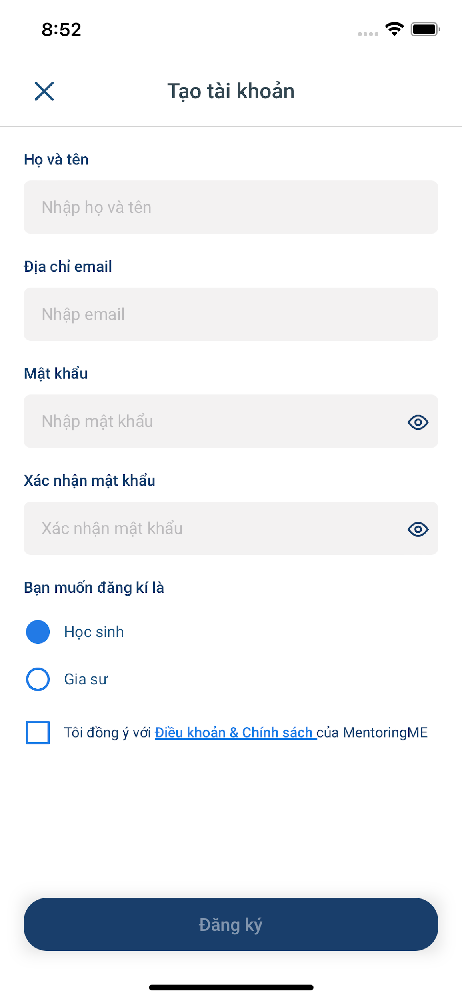 8:52
Tạo tài khoản
Họ và tên
Nhập họ và tên
Địa chỉ email
Nhập email
Mật khẩu
Nhập mật khẩu
Xác nhận mật khẩu
Xác nhận mật khẩu
Bạn muốn đăng kí là
Học sinh
Gia sư
Tôi đồng ý với Điều khoản & Chính sách của MentoringME
Đăng ký